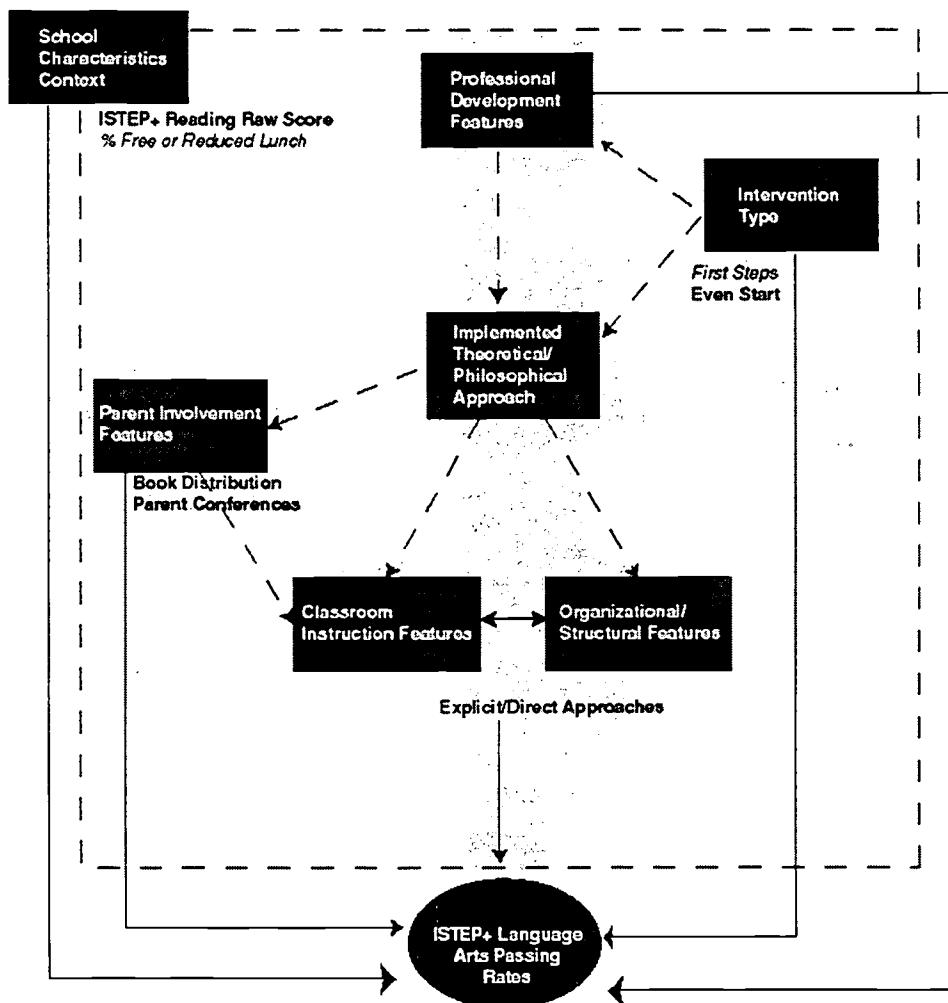 School
Characteristics
Context
ISTEP+ Reading Raw Score
% Free or Reduced Lunch
Professional
Development
Features
Intervention
Type
First Steps
Even Start
Implemented
Theoretical/
Philosophical
Approach
Parent Involvement
Features
Book Distribution
Parent Conferences
Classroom
Instruction Features
Organizational/
Structural Features
Explicit/Direct Approaches
ISTEP+ Language
Arts Passing
Rates